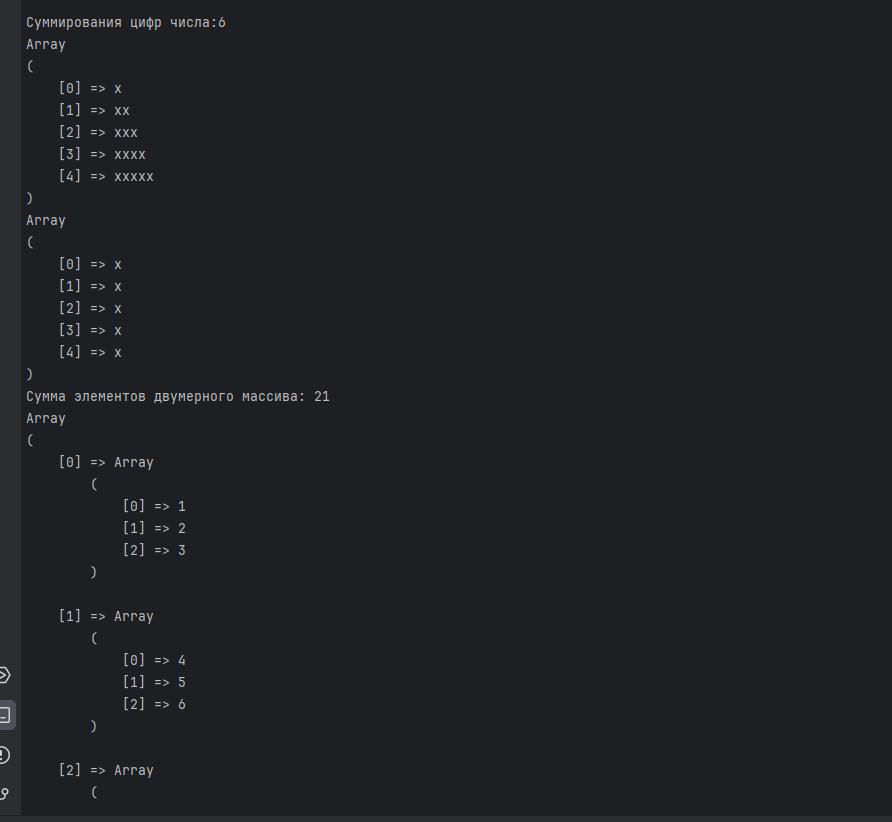 Суммирования цифр числа:6
Array
(
    [0] => x
    [1] => xx
    [2] => xxx
    [3] => xxxx
    [4] => xxxxx
)
Array
(
    [0] => x
    [1] => x
    [2] => x
    [3] => x
    [4] => x
)
Сумма элементов двумерного массива: 21
Array
(
    [0] => Array
        (
            [0] => 1
            [1] => 2
            [2] => 3
        )

    [1] => Array
        (
            [0] => 4
            [1] => 5
            [2] => 6
        )

    [2] => Array
        (